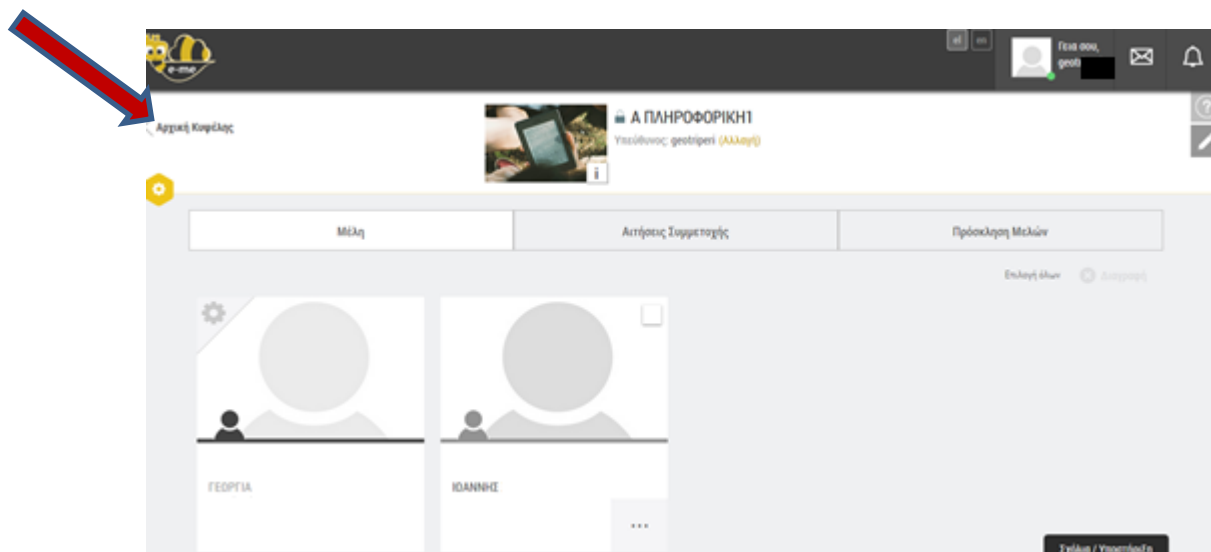 e-me
el en
Γεια σου,
geotr
Αρχική Κυψέλης
Α ΠΛΗΡΟΦΟΡΙΚΗ1
Υπεύθυνος: geotriperi (Αλλαγή)
i
Μέλη
Αιτήσεις Συμμετοχής
Πρόσκληση Μελών
Επιλογή όλων
Διαγραφή
ΓΕΩΡΓΙΑ
ΙΩΑΝΝΗΣ
...
Σχόλια / Υποστήριξη